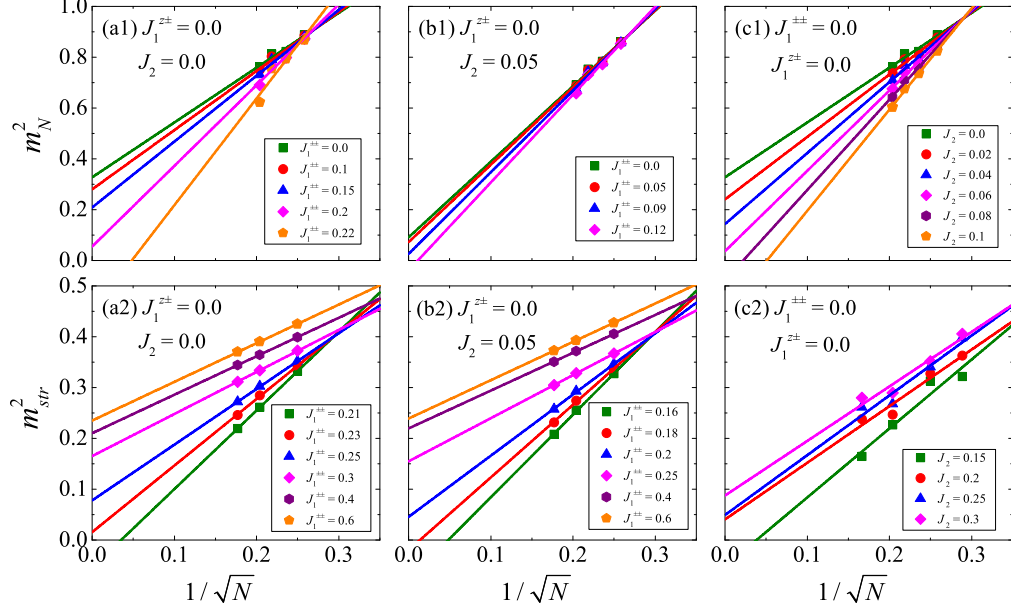 (a1) J₁^{z±} = 0.0
J₂ = 0.0
m²_N
1.0
0.8
0.6
0.4
0.2
0.0
J₁^{±±} = 0.0
J₁^{±±} = 0.1
J₁^{±±} = 0.15
J₁^{±±} = 0.2
J₁^{±±} = 0.22
(b1) J₁^{z±} = 0.0
J₂ = 0.05
J₁^{±±} = 0.0
J₁^{±±} = 0.05
J₁^{±±} = 0.09
J₁^{±±} = 0.12
(c1) J₁^{±±} = 0.0
J₁^{z±} = 0.0
J₂ = 0.0
J₂ = 0.02
J₂ = 0.04
J₂ = 0.06
J₂ = 0.08
J₂ = 0.1
(a2) J₁^{z±} = 0.0
J₂ = 0.0
m²_{str}
0.5
0.4
0.3
0.2
0.1
0.0
J₁^{±±} = 0.21
J₁^{±±} = 0.23
J₁^{±±} = 0.25
J₁^{±±} = 0.3
J₁^{±±} = 0.4
J₁^{±±} = 0.6
0.0 0.1 0.2 0.3
1/√N
(b2) J₁^{z±} = 0.0
J₂ = 0.05
J₁^{±±} = 0.16
J₁^{±±} = 0.18
J₁^{±±} = 0.2
J₁^{±±} = 0.25
J₁^{±±} = 0.4
J₁^{±±} = 0.6
0.0 0.1 0.2 0.3
1/√N
(c2) J₁^{±±} = 0.0
J₁^{z±} = 0.0
J₂ = 0.15
J₂ = 0.2
J₂ = 0.25
J₂ = 0.3
0.0 0.1 0.2 0.3
1/√N